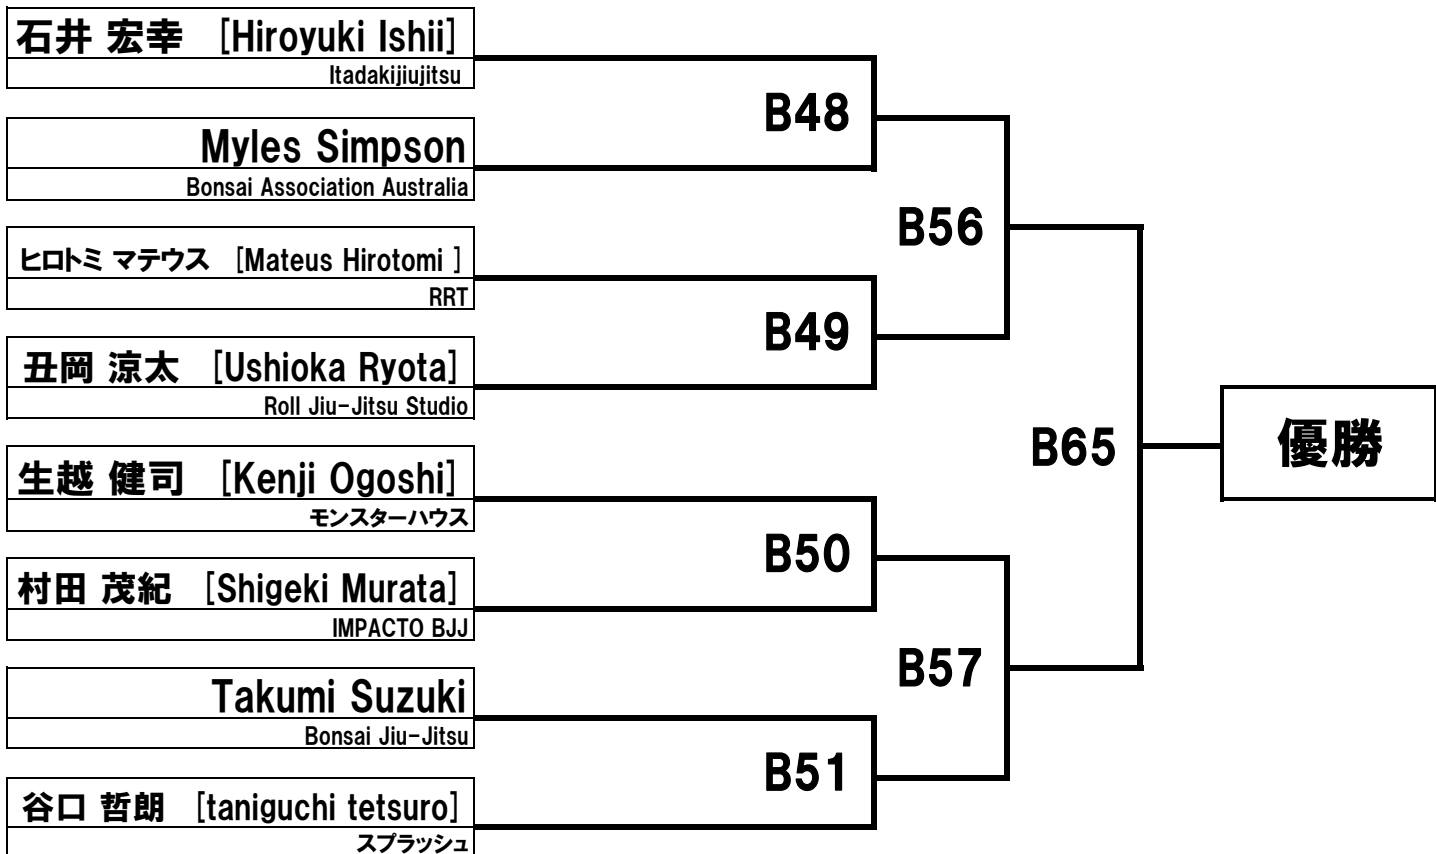 石井 宏幸 [Hiroyuki Ishii]
Itadakijiujitsu
Myles Simpson
Bonsai Association Australia
ヒロトミ マテウス [Mateus Hirotomi ]
RRT
丑岡 涼太 [Ushioka Ryota]
Roll Jiu-Jitsu Studio
生越 健司 [Kenji Ogoshi]
モンスターハウス
村田 茂紀 [Shigeki Murata]
IMPACTO BJJ
Takumi Suzuki
Bonsai Jiu-Jitsu
谷口 哲朗 [taniguchi tetsuro]
スプラッシュ
B48
B49
B50
B51
B56
B57
B65
優勝